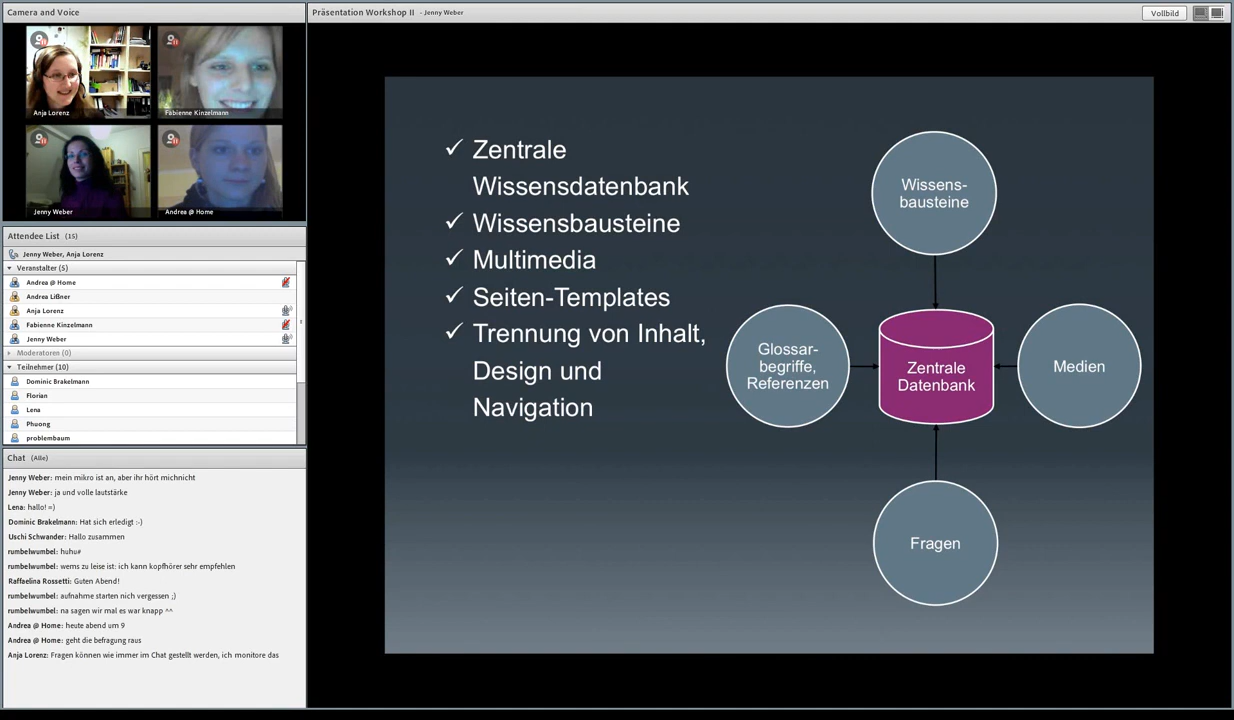 Camera and Voice
Anja Lorenz
Fabienne Kinzelmann
Jenny Weber
Andrea @ Home
Attendee List (15)
Jenny Weber, Anja Lorenz
Veranstalter (5)
Andrea @ Home
Andrea Lißner
Anja Lorenz
Fabienne Kinzelmann
Jenny Weber
Moderatoren (0)
Teilnehmer (10)
Dominic Brakelmann
Florian
Lena
Phuong
problembaum
Chat (Alle)
Jenny Weber: mein mikro ist an, aber ihr hört michnicht
Jenny Weber: ja und volle lautstärke
Lena: hallo! =)
Dominic Brakelmann: Hat sich erledigt :-)
Uschi Schwander: Hallo zusammen
rumbelwumbel: huhu#
rumbelwumbel: wems zu leise ist: ich kann kopfhörer sehr empfehlen
Raffaelina Rossetti: Guten Abend!
rumbelwumbel: aufnahme starten nich vergessen ;)
rumbelwumbel: na sagen wir mal es war knapp ^^
Andrea @ Home: heute abend um 9
Andrea @ Home: geht die befragung raus
Anja Lorenz: Fragen können wie immer im Chat gestellt werden, ich monitore das
Präsentation Workshop II - Jenny Weber
Vollbild
✓ Zentrale
Wissensdatenbank
✓ Wissensbausteine
✓ Multimedia
✓ Seiten-Templates
✓ Trennung von Inhalt,
Design und
Navigation
Wissens-
bausteine
Glossar-
begriffe,
Referenzen
Zentrale
Datenbank
Medien
Fragen